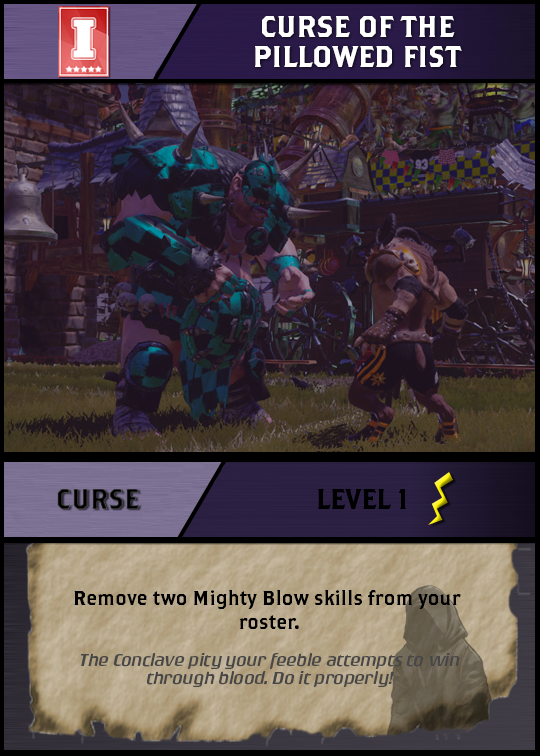 I
CURSE OF THE
PILLOWED FIST
93
CURSE
LEVEL 1
Remove two Mighty Blow skills from your
roster.
The Conclave pity your feeble attempts to win
through blood. Do it properly!